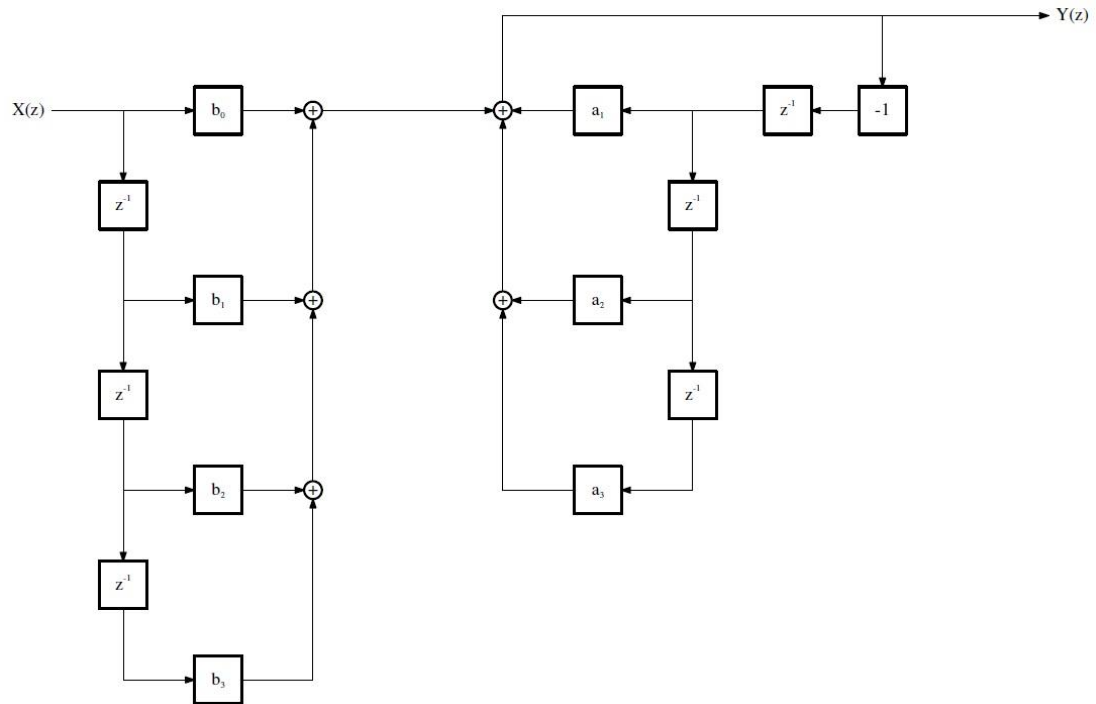 Y(z)
X(z) b₀ + + a₁ z⁻¹ -1
z⁻¹ z⁻¹
b₁ + + a₂
z⁻¹ z⁻¹
b₂ + a₃
z⁻¹
b₃